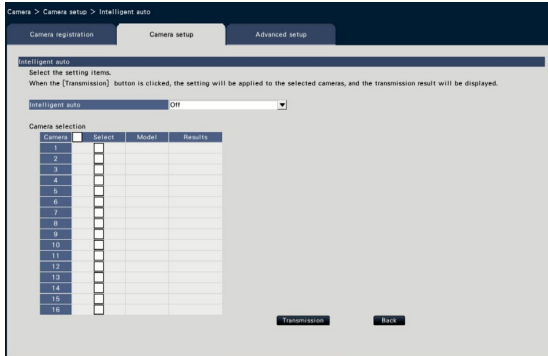 Camera > Camera setup > Intelligent auto
Camera registration Camera setup Advanced setup
Intelligent auto
Select the setting items.
When the [Transmission] button is clicked, the setting will be applied to the selected cameras, and the transmission result will be displayed.
Intelligent auto Off
Camera selection
Camera Select Model Results
1
2
3
4
5
6
7
8
9
10
11
12
13
14
15
16
Transmission Back